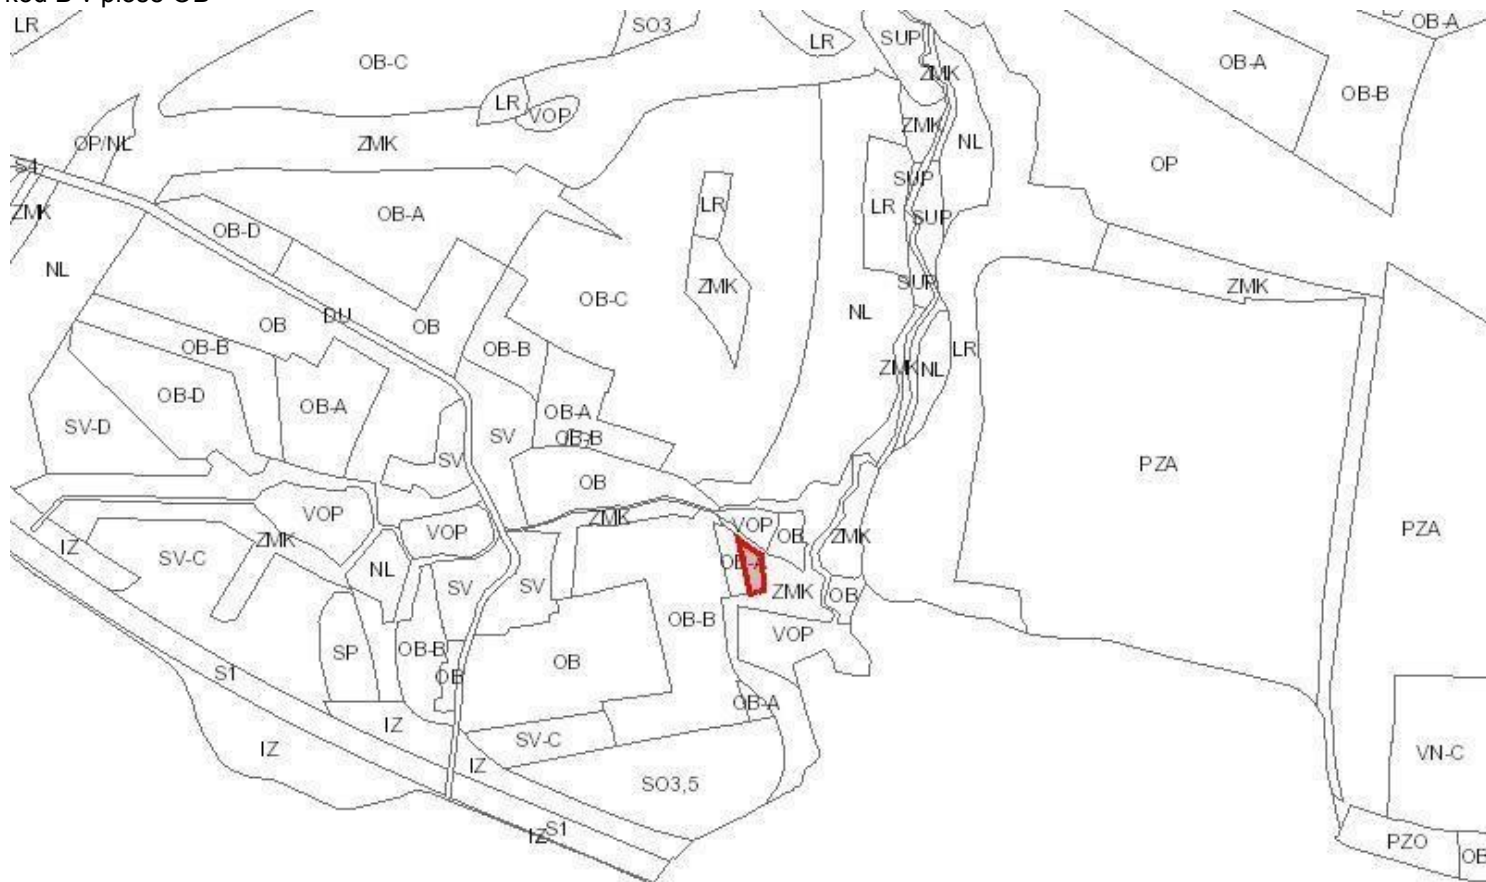 LR
SO3
LR
SUP
OB-A
OB-C
ZMK
OB-A
OB-B
LR
VOP
ZMK
OP/NL
ZMK
NL
OP
S4
SUP
LR
LR
SUP
ZMK
OB-A
OB-D
NL
SUP
ZMK
ZMK
OB-C
NL
OB
DU
OB
OB-B
OB-B
LR
ZMK
NL
OB-D
OB-A
OB-A
SV-D
SV
OB-B
SV
PZA
OB
VOP
ZMK
VOP
OB
PZA
VOP
IZ
SV-C
ZMK
ZMK
OB-A
NL
SV
SV
ZMK
OB
OB-B
VOP
SP
OB-B
OB
S1
OB
OB-A
IZ
IZ
SV-C
VN-C
IZ
SO3,5
IZ
S1
PZO
OB